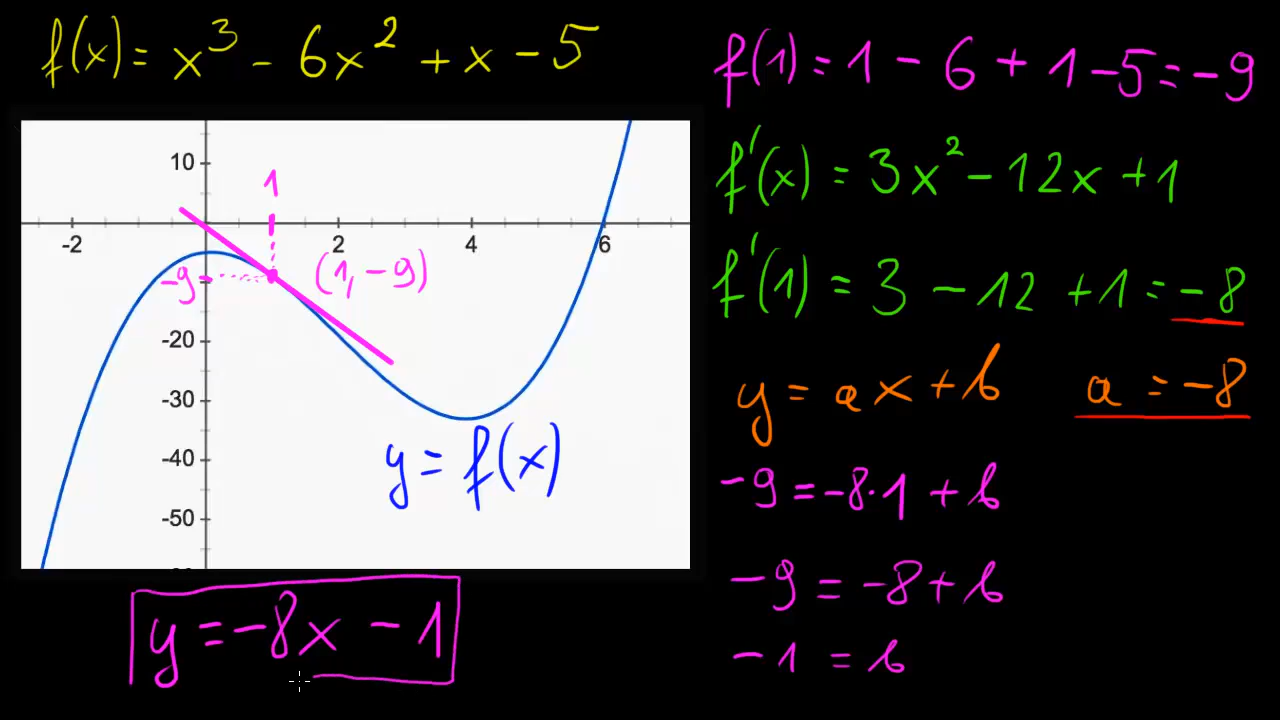 f(x) = x³ - 6x² + x - 5
10
1
-2
2
4
6
-9
(1, -9)
-20
-30
-40
-50
y = f(x)
y = -8x - 1
f(1) = 1 - 6 + 1 - 5 = -9
f'(x) = 3x² - 12x + 1
f'(1) = 3 - 12 + 1 = -8
y = ax + b a = -8
-9 = -8·1 + b
-9 = -8 + b
-1 = b